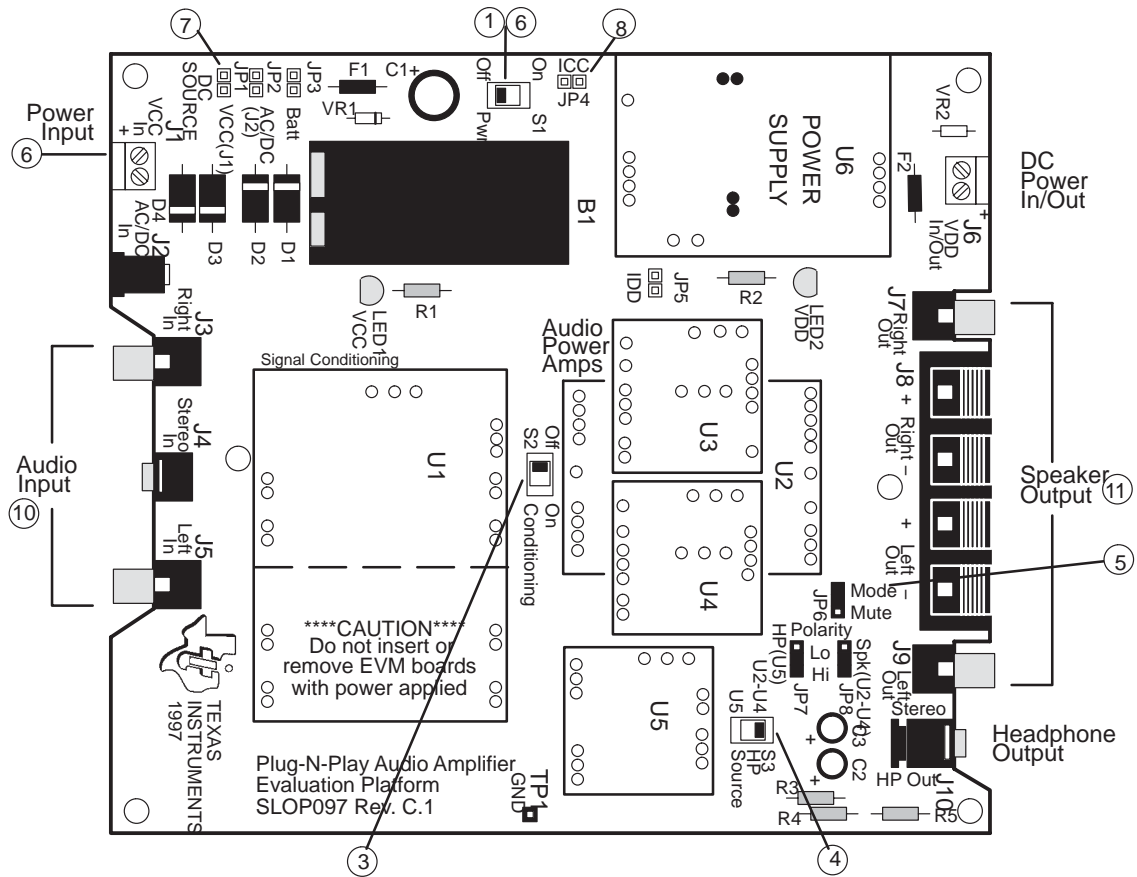 7
1
6
8
DC
SOURCE
JP1
VCC(J1)
JP2
AC/DC
(J2)
JP3
Batt
F1
VR1
C1+
Off
On
Pwr
S1
ICC
JP4
POWER
SUPPLY
U6
VR2
F2
Power
Input
6
J1
VCC
In
+
DC
Power
In/Out
J6
VDD
In/Out
+
D4
D3
D2
D1
B1
AC/DC
In
J2
LED1
VCC
R1
JP5
IDD
R2
LED2
VDD
J3
Right
In
J7
Right
Out
Signal Conditioning
Audio
Power
Amps
U3
U2
U1
J8
+
Right
Out
–
+
Left
Out
–
J4
Stereo
In
Audio
Input
10
Off
S2
On
Conditioning
Speaker
Output
11
J5
Left
In
U4
5
JP6
Mode
Mute
Polarity
Lo
Hi
HP(U5)
JP7
Spk(U2-U4)
JP8
****CAUTION****
Do not insert or
remove EVM boards
with power applied
U5
U2-U4
U5
S3
HP
Source
J9
Left
Out
TEXAS
INSTRUMENTS
1997
C3
+
C2
+
Stereo
HP Out
J10
Headphone
Output
Plug-N-Play Audio Amplifier
Evaluation Platform
SLOP097 Rev. C.1
TP1
GND
R3
R4
R5
3
4